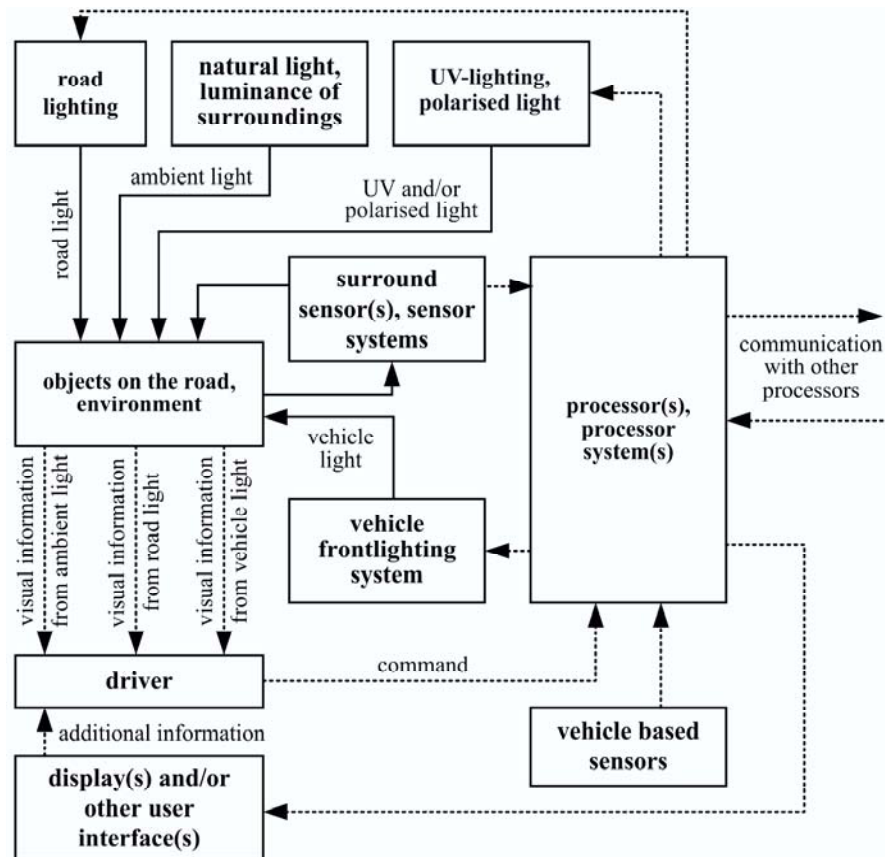 road
lighting
natural light,
luminance of
surroundings
UV-lighting,
polarised light
road light
ambient light
UV and/or
polarised light
surround
sensor(s), sensor
systems
objects on the road,
environment
processor(s),
processor
system(s)
communication
with other
processors
vehicle
light
vehicle
frontlighting
system
visual information
from ambient light
visual information
from road light
visual information
from vehicle light
driver
command
additional information
vehicle based
sensors
display(s) and/or
other user
interface(s)